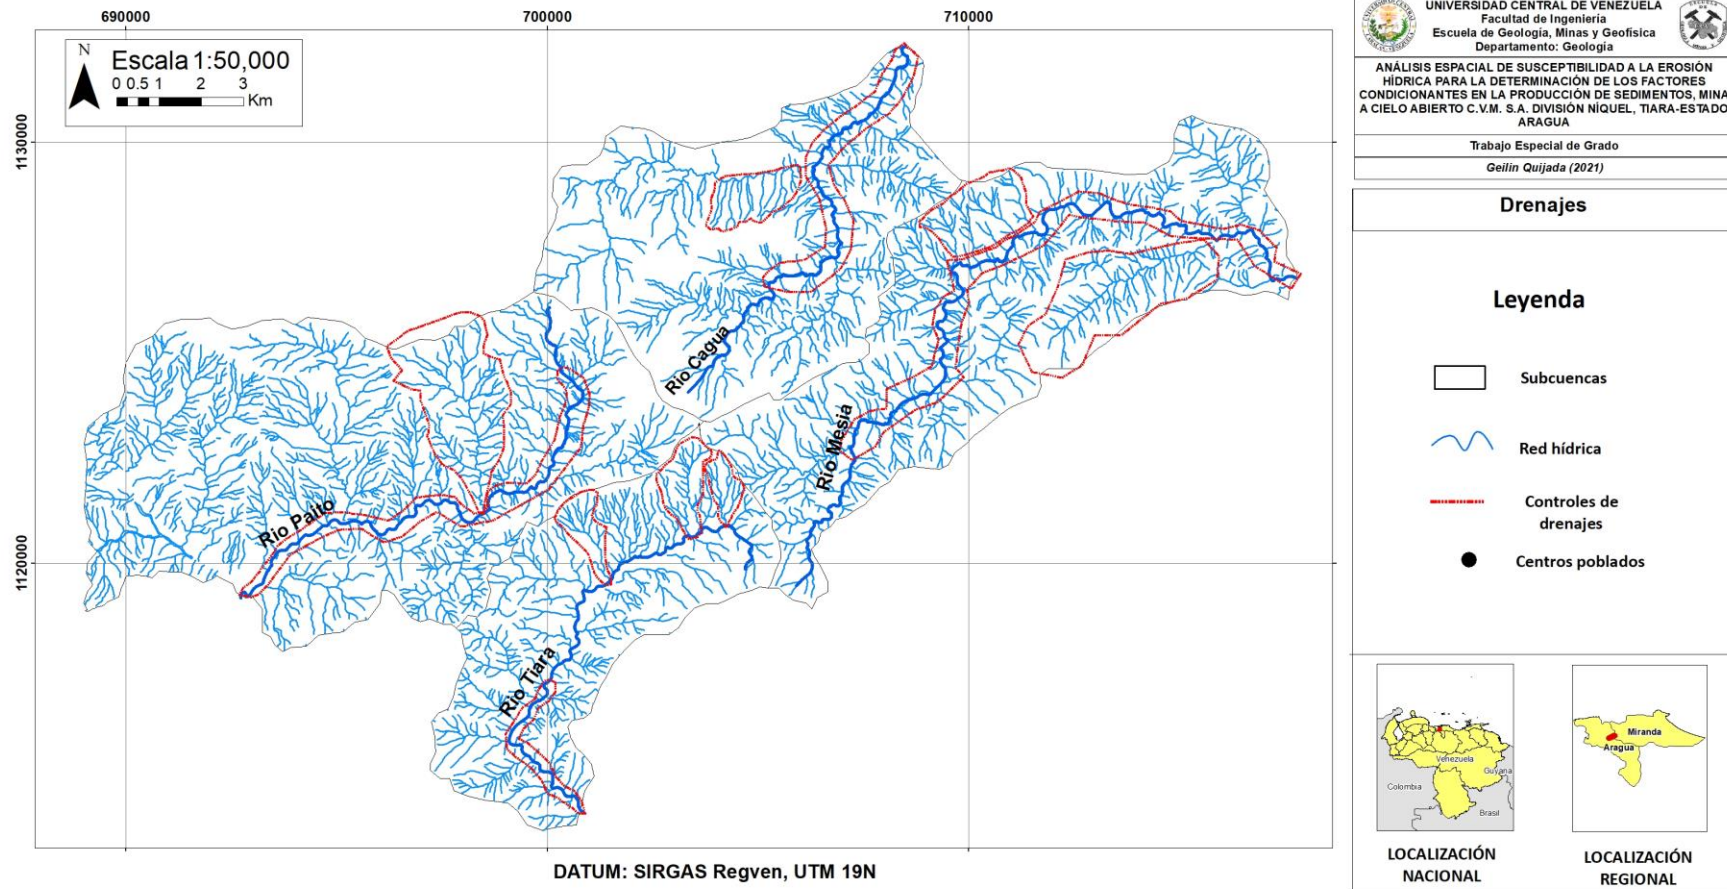 690000
700000
710000
N
Escala 1:50,000
0 0.5 1 2 3
Km
1130000
1120000
Rio Cagua
Rio Mesia
Rio Paito
Rio Tiara
DATUM: SIRGAS Regven, UTM 19N
UNIVERSIDAD CENTRAL DE VENEZUELA
Facultad de Ingeniería
Escuela de Geología, Minas y Geofísica
Departamento: Geología
ANÁLISIS ESPACIAL DE SUSCEPTIBILIDAD A LA EROSIÓN
HÍDRICA PARA LA DETERMINACIÓN DE LOS FACTORES
CONDICIONANTES EN LA PRODUCCIÓN DE SEDIMENTOS, MINA
A CIELO ABIERTO C.V.M. S.A. DIVISIÓN NÍQUEL, TIARA-ESTADO
ARAGUA
Trabajo Especial de Grado
Geilin Quijada (2021)
Drenajes
Leyenda
Subcuencas
Red hídrica
Controles de
drenajes
Centros poblados
Venezuela
Guyana
Colombia
Brasil
LOCALIZACIÓN
NACIONAL
Miranda
Aragua
LOCALIZACIÓN
REGIONAL